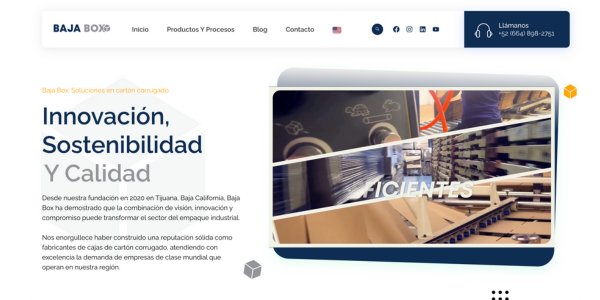 BAJA BOX
Inicio
Productos Y Procesos
Blog
Contacto
Llámanos
+52 (664) 898-2751
Baja Box: Soluciones en cartón corrugado
Innovación,
Sostenibilidad
Y Calidad
Desde nuestra fundación en 2020 en Tijuana, Baja California, Baja
Box ha demostrado que la combinación de visión, innovación y
compromiso puede transformar el sector del empaque industrial.
Nos enorgullece haber construido una reputación sólida como
fabricantes de cajas de cartón corrugado, atendiendo con
excelencia la demanda de empresas de clase mundial que
operan en nuestra región.
EFICIENTES